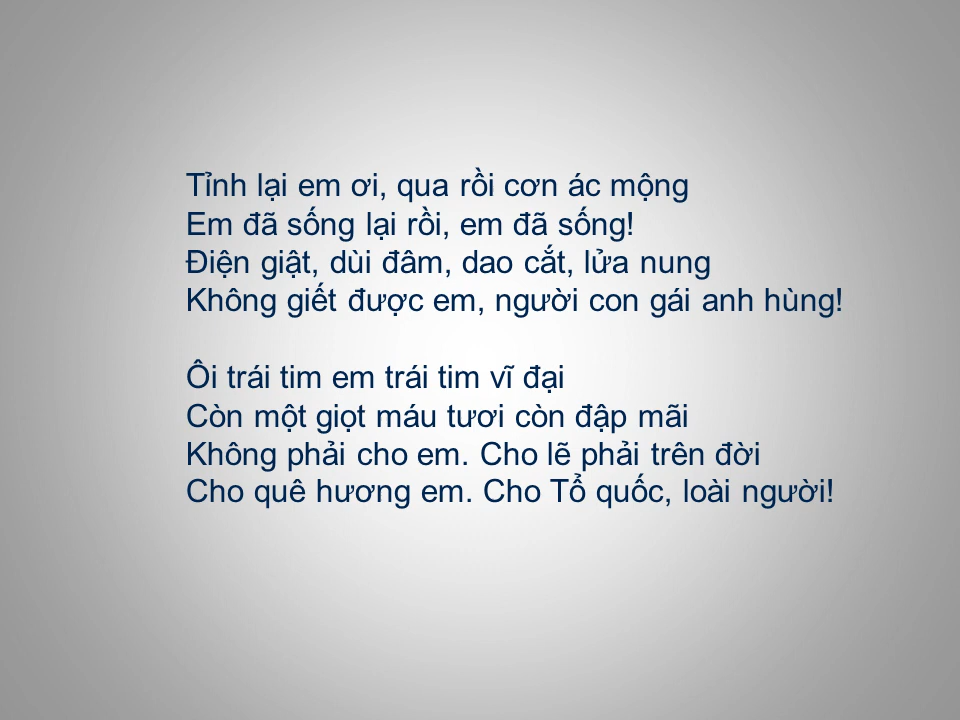 Tỉnh lại em ơi, qua rồi cơn ác mộng
Em đã sống lại rồi, em đã sống!
Điện giật, dùi đâm, dao cắt, lửa nung
Không giết được em, người con gái anh hùng!
Ôi trái tim em trái tim vĩ đại
Còn một giọt máu tươi còn đập mãi
Không phải cho em. Cho lẽ phải trên đời
Cho quê hương em. Cho Tổ quốc, loài người!